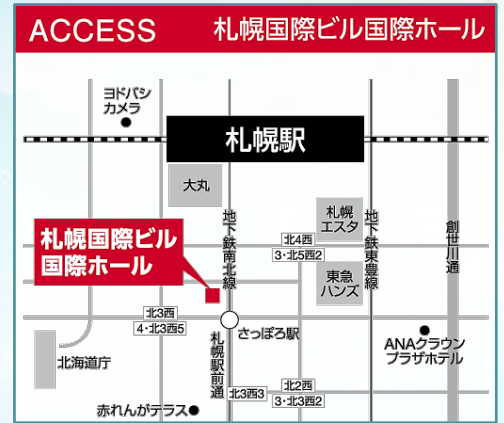 ACCESS 札幌国際ビル国際ホール
ヨドバシ
カメラ
札幌駅
大丸
札幌
エスタ
地下鉄南北線
地下鉄東豊線
創世川通
札幌国際ビル
国際ホール
北4西
3・北5西2
東急
ハンズ
北3西
4・北3西5
さっぽろ駅
北海道庁
札幌駅前通
ANAクラウン
プラザホテル
北2西
北3西3
3・北3西2
赤れんがテラス